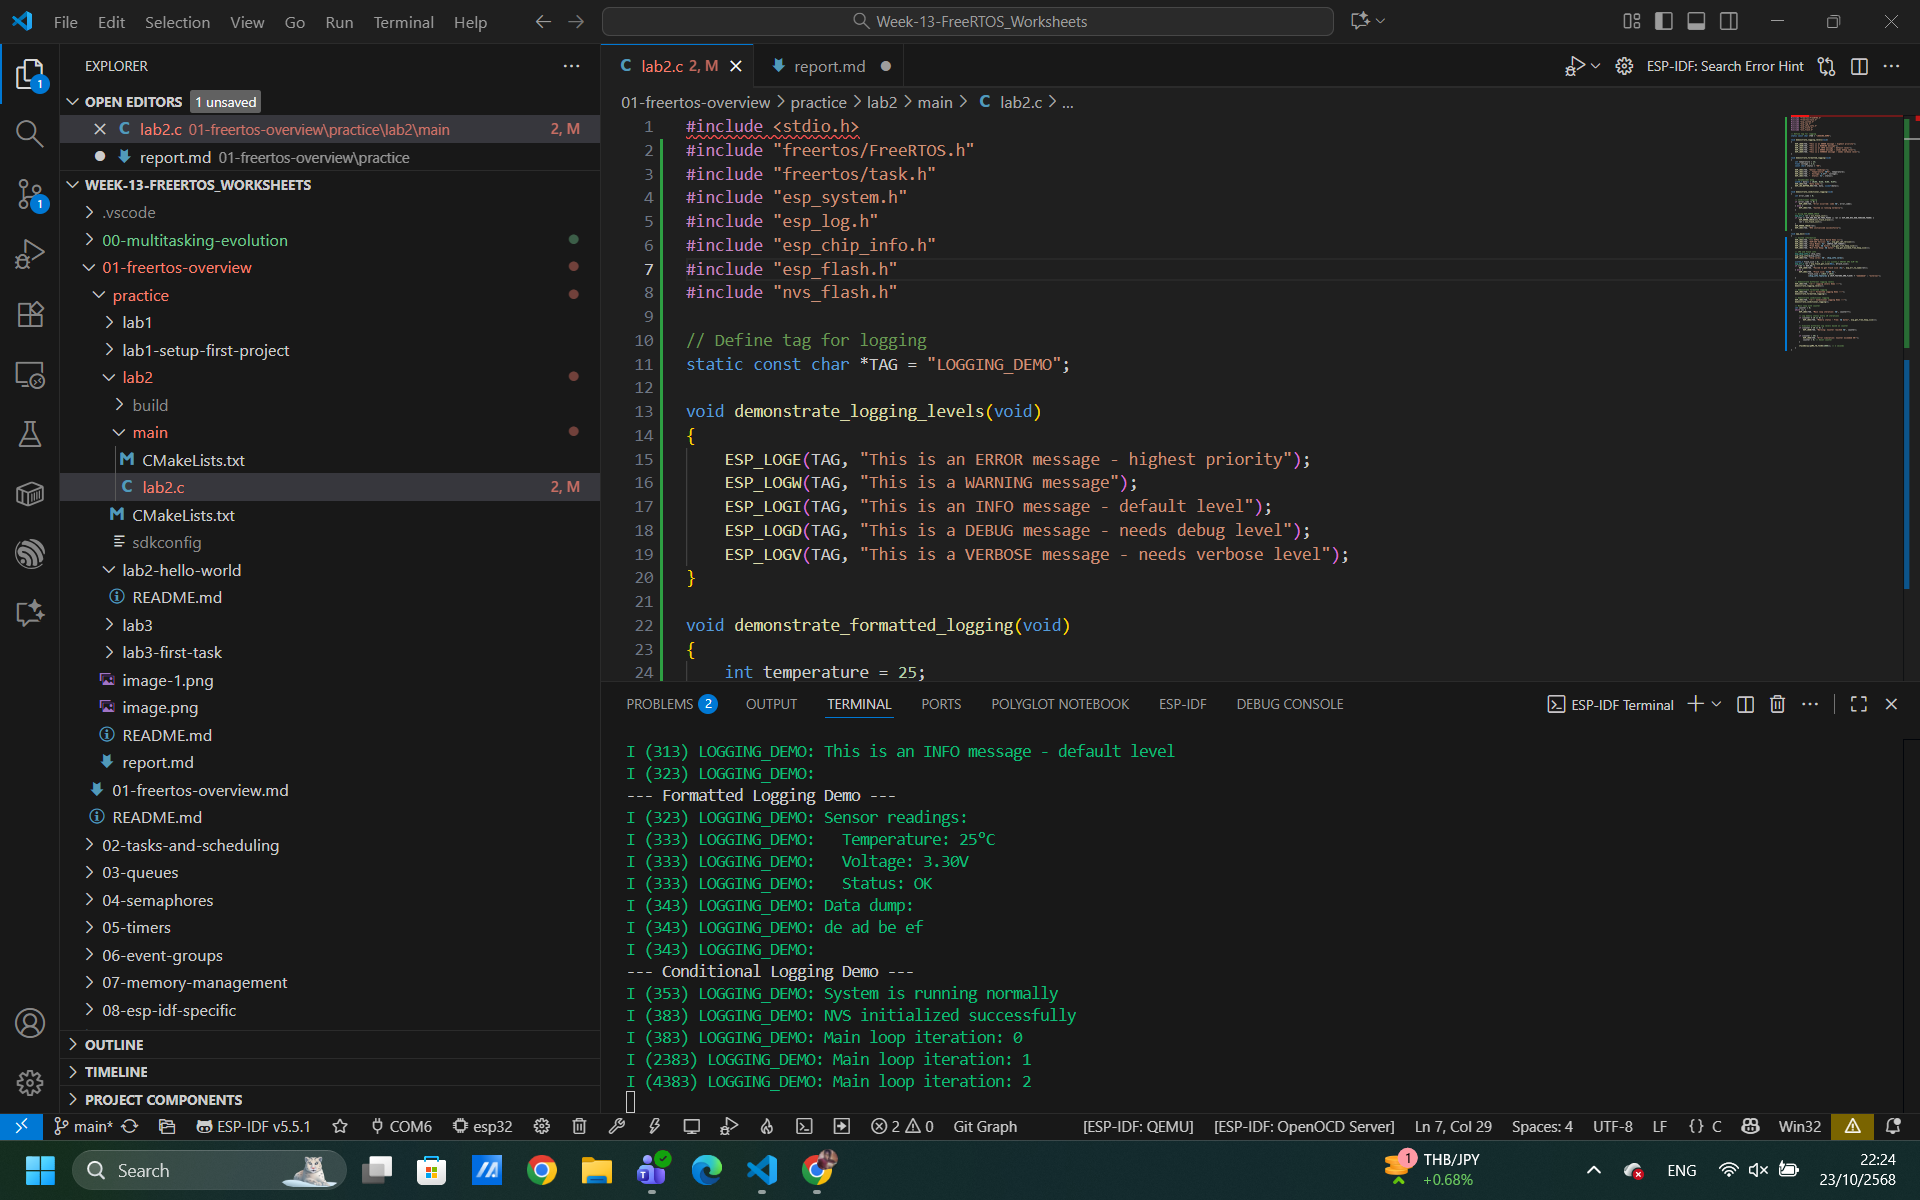 File Edit Selection View Go Run Terminal Help
Week-13-FreeRTOS_Worksheets
EXPLORER
1
OPEN EDITORS 1 unsaved
lab2.c 01-freertos-overview\practice\lab2\main 2, M
report.md 01-freertos-overview\practice
WEEK-13-FREERTOS_WORKSHEETS
1
.vscode
00-multitasking-evolution
01-freertos-overview
practice
lab1
lab1-setup-first-project
lab2
build
main
CMakeLists.txt
lab2.c 2, M
CMakeLists.txt
sdkconfig
lab2-hello-world
README.md
lab3
lab3-first-task
image-1.png
image.png
README.md
report.md
01-freertos-overview.md
README.md
02-tasks-and-scheduling
03-queues
04-semaphores
05-timers
06-event-groups
07-memory-management
08-esp-idf-specific
OUTLINE
TIMELINE
PROJECT COMPONENTS
C lab2.c 2, M report.md
ESP-IDF: Search Error Hint
01-freertos-overview > practice > lab2 > main > C lab2.c > ...
1 #include <stdio.h>
2 #include "freertos/FreeRTOS.h"
3 #include "freertos/task.h"
4 #include "esp_system.h"
5 #include "esp_log.h"
6 #include "esp_chip_info.h"
7 #include "esp_flash.h"
8 #include "nvs_flash.h"
9
10 // Define tag for logging
11 static const char *TAG = "LOGGING_DEMO";
12
13 void demonstrate_logging_levels(void)
14 {
15 ESP_LOGE(TAG, "This is an ERROR message - highest priority");
16 ESP_LOGW(TAG, "This is a WARNING message");
17 ESP_LOGI(TAG, "This is an INFO message - default level");
18 ESP_LOGD(TAG, "This is a DEBUG message - needs debug level");
19 ESP_LOGV(TAG, "This is a VERBOSE message - needs verbose level");
20 }
21
22 void demonstrate_formatted_logging(void)
23 {
24 int temperature = 25;
PROBLEMS 2 OUTPUT TERMINAL PORTS POLYGLOT NOTEBOOK ESP-IDF DEBUG CONSOLE
ESP-IDF Terminal
I (313) LOGGING_DEMO: This is an INFO message - default level
I (323) LOGGING_DEMO:
--- Formatted Logging Demo ---
I (323) LOGGING_DEMO: Sensor readings:
I (333) LOGGING_DEMO:   Temperature: 25°C
I (333) LOGGING_DEMO:   Voltage: 3.30V
I (333) LOGGING_DEMO:   Status: OK
I (343) LOGGING_DEMO: Data dump:
I (343) LOGGING_DEMO: de ad be ef
I (343) LOGGING_DEMO:
--- Conditional Logging Demo ---
I (353) LOGGING_DEMO: System is running normally
I (383) LOGGING_DEMO: NVS initialized successfully
I (383) LOGGING_DEMO: Main loop iteration: 0
I (2383) LOGGING_DEMO: Main loop iteration: 1
I (4383) LOGGING_DEMO: Main loop iteration: 2
main* ESP-IDF v5.5.1 COM6 esp32 2 0 Git Graph [ESP-IDF: QEMU] [ESP-IDF: OpenOCD Server] Ln 7, Col 29 Spaces: 4 UTF-8 LF {} C Win32
Search
1
THB/JPY
+0.68%
ENG
22:24
23/10/2568